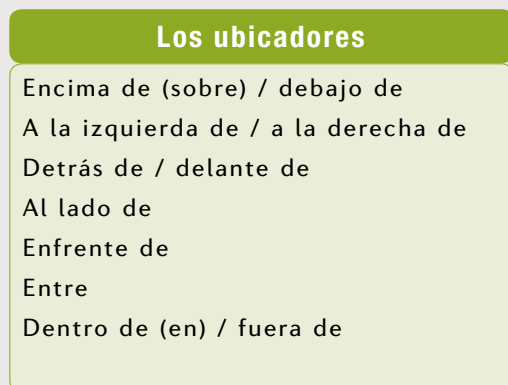 Los ubicadores
Encima de (sobre) / debajo de
A la izquierda de / a la derecha de
Detrás de / delante de
Al lado de
Enfrente de
Entre
Dentro de (en) / fuera de